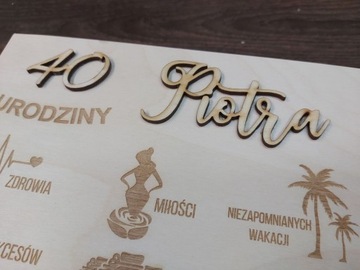 40 Piotra
URODZINY
ZDROWIA
MIŁOŚCI
NIEZAPOMNIANYCH
WAKACJI